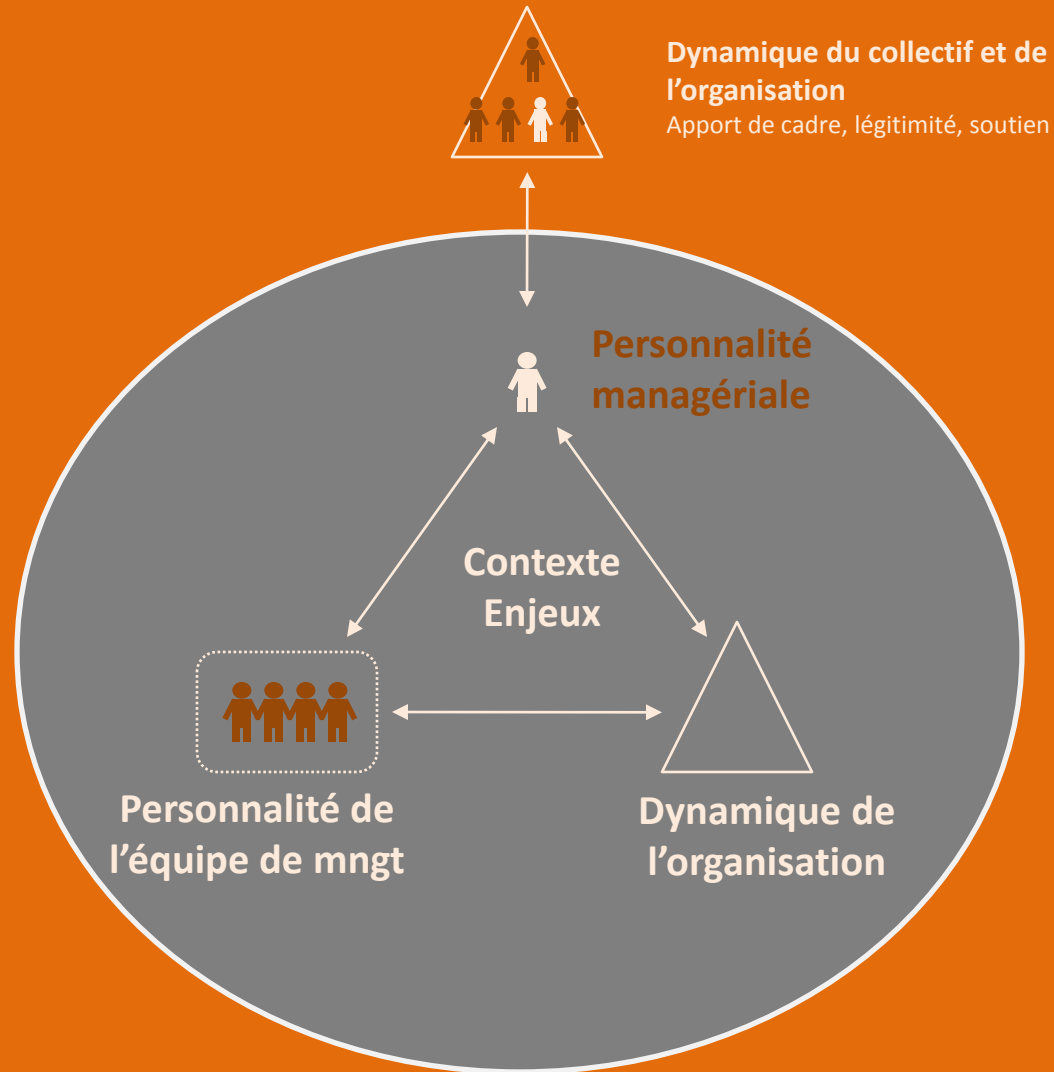 Dynamique du collectif et de
l’organisation
Apport de cadre, légitimité, soutien
Personnalité
managériale
Contexte
Enjeux
Personnalité de
l’équipe de mngt
Dynamique de
l’organisation